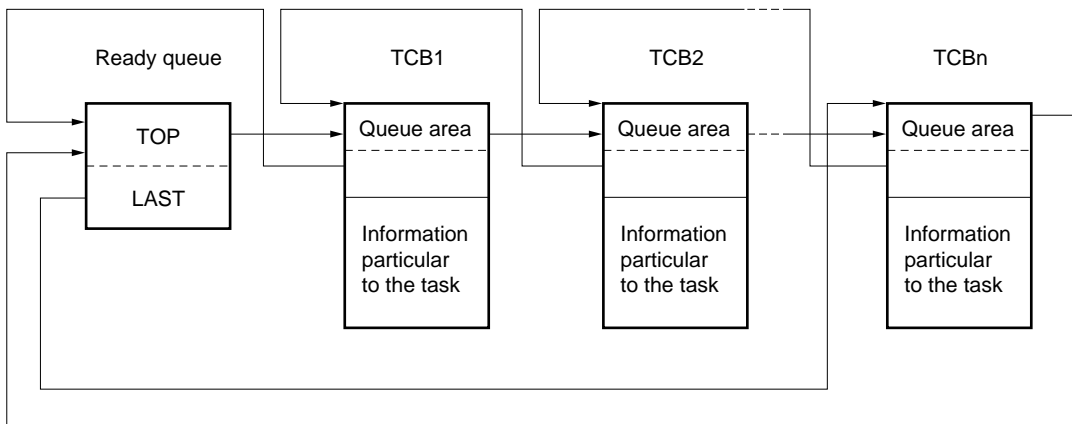 Ready queue
TCB1
TCB2
TCBn
TOP
LAST
Queue area
Information
particular
to the task
Queue area
Information
particular
to the task
Queue area
Information
particular
to the task